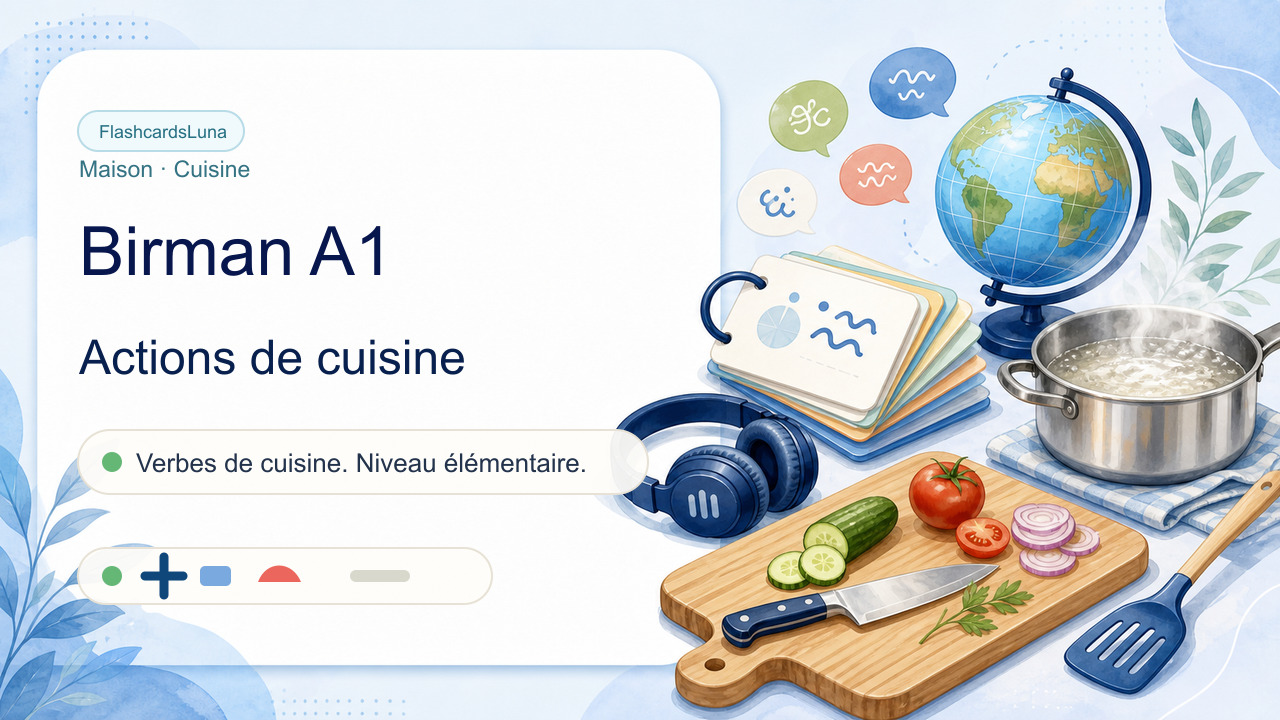 FlashcardsLuna
Maison · Cuisine
Birman A1
Actions de cuisine
Verbes de cuisine. Niveau élémentaire.